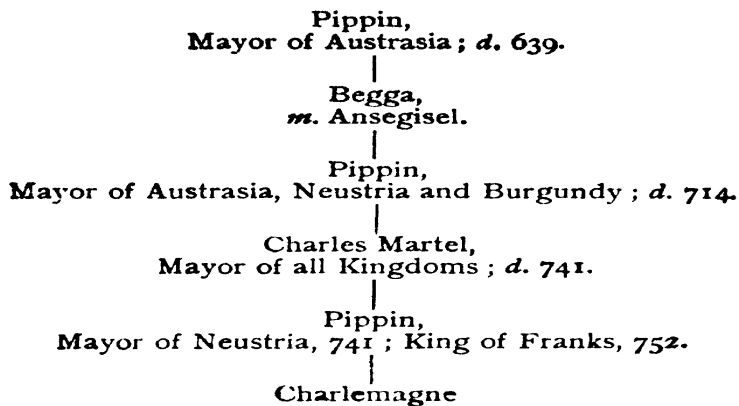 Pippin,
Mayor of Austrasia; d. 639.
Begga,
m. Ansegisel.
Pippin,
Mayor of Austrasia, Neustria and Burgundy; d. 714.
Charles Martel,
Mayor of all Kingdoms; d. 741.
Pippin,
Mayor of Neustria, 741; King of Franks, 752.
Charlemagne